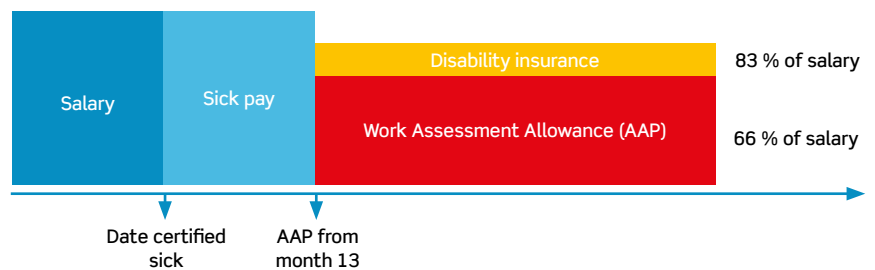 Salary
Sick pay
Disability insurance
83 % of salary
Work Assessment Allowance (AAP)
66 % of salary
Date certified
sick
AAP from
month 13